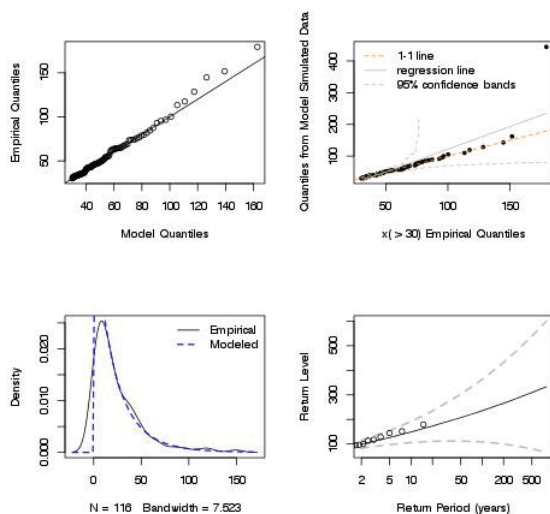 Empirical Quantiles
150
100
50
40 60 80 100 120 140 160
Model Quantiles
Quantiles from Model Simulated Data
400
300
200
100
1-1 line
regression line
95% confidence bands
50 100 150
x( > 30) Empirical Quantiles
Density
0.020
0.010
0.000
Empirical
Modeled
0 50 100 150
N = 116 Bandwidth = 7.523
Return Level
500
300
100
2 5 10 50 100 200 500
Return Period (years)